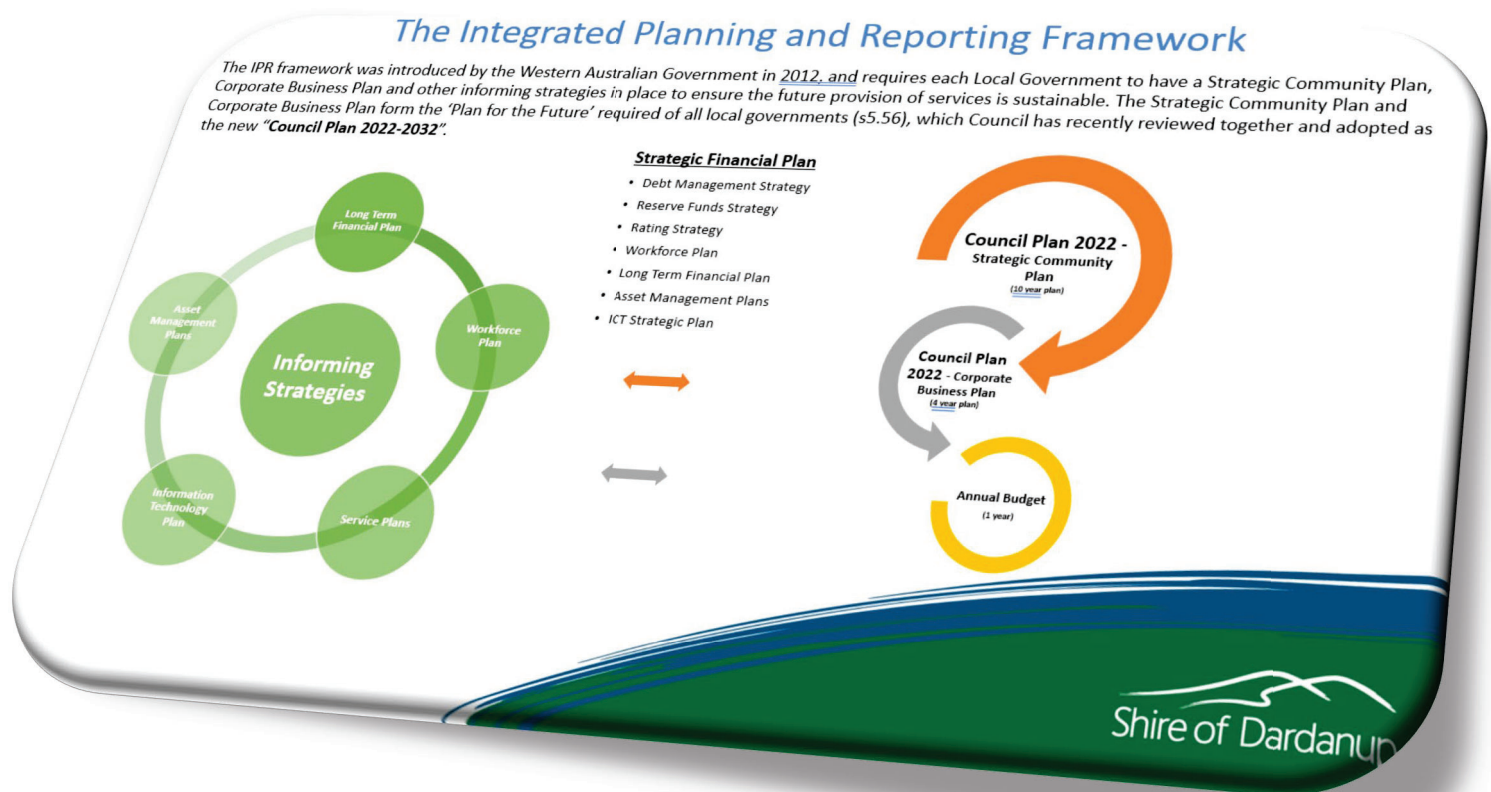 The Integrated Planning and Reporting Framework
The IPR framework was introduced by the Western Australian Government in 2012, and requires each Local Government to have a Strategic Community Plan,
Corporate Business Plan and other informing strategies in place to ensure the future provision of services is sustainable. The Strategic Community Plan and
Corporate Business Plan form the ‘Plan for the Future’ required of all local governments (s5.56), which Council has recently reviewed together and adopted as
the new “Council Plan 2022-2032”.
Long Term
Financial Plan
Asset
Management
Plans
Workforce
Plan
Informing
Strategies
Information
Technology
Plan
Service Plans
Strategic Financial Plan
• Debt Management Strategy
• Reserve Funds Strategy
• Rating Strategy
• Workforce Plan
• Long Term Financial Plan
• Asset Management Plans
• ICT Strategic Plan
Council Plan 2022 -
Strategic Community
Plan
(10 year plan)
Council Plan
2022 - Corporate
Business Plan
(4 year plan)
Annual Budget
(1 year)
Shire of Dardanup